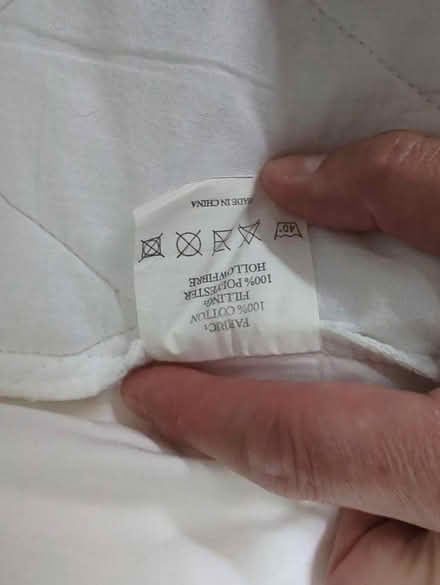 FABRIC:
100% COTTON
FILLING:
100% POLYESTER
HOLLOWFIBRE
40°
MADE IN CHINA